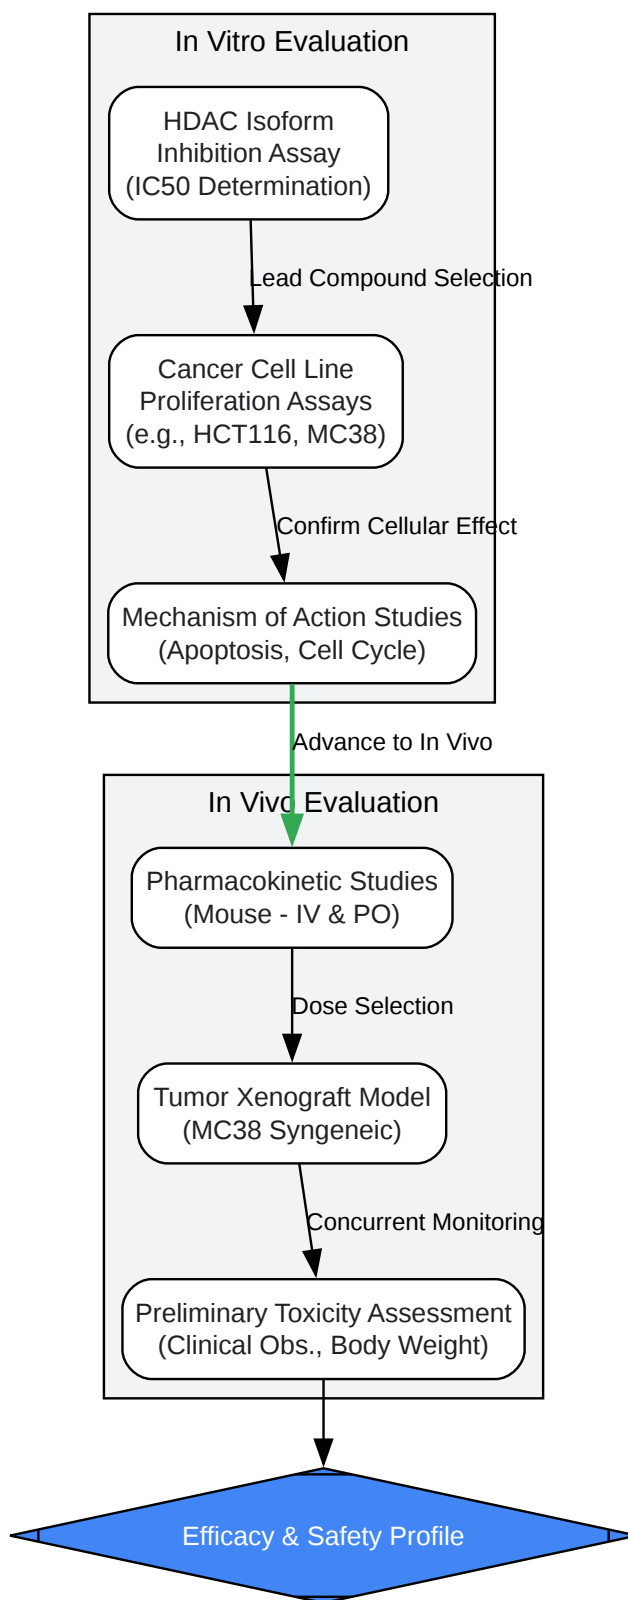 In Vitro Evaluation
HDAC Isoform
Inhibition Assay
(IC50 Determination)
Lead Compound Selection
Cancer Cell Line
Proliferation Assays
(e.g., HCT116, MC38)
Confirm Cellular Effect
Mechanism of Action Studies
(Apoptosis, Cell Cycle)
Advance to In Vivo
In Vivo Evaluation
Pharmacokinetic Studies
(Mouse - IV & PO)
Dose Selection
Tumor Xenograft Model
(MC38 Syngeneic)
Concurrent Monitoring
Preliminary Toxicity Assessment
(Clinical Obs., Body Weight)
Efficacy & Safety Profile